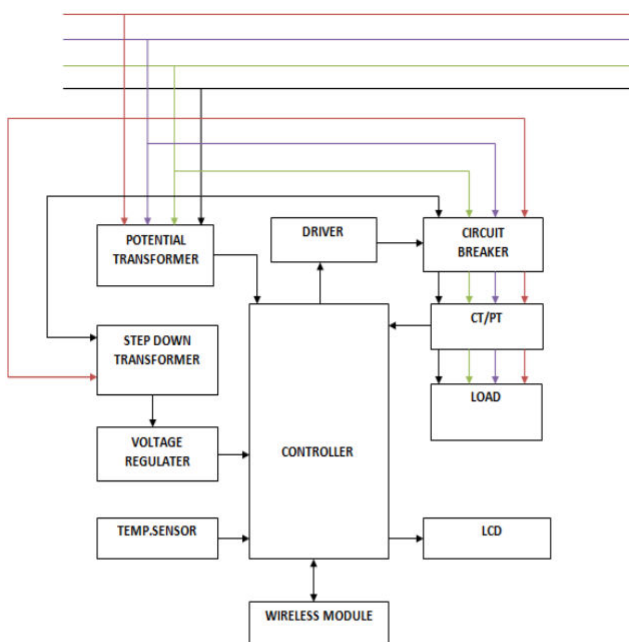 POTENTIAL
TRANSFORMER
DRIVER
CIRCUIT
BREAKER
CT/PT
STEP DOWN
TRANSFORMER
LOAD
VOLTAGE
REGULATER
CONTROLLER
TEMP.SENSOR
LCD
WIRELESS MODULE